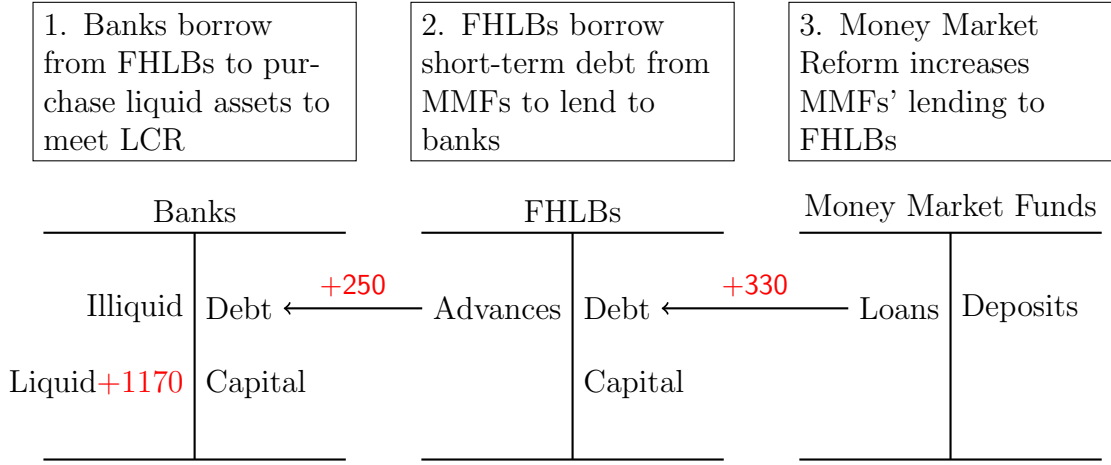 1. Banks borrow
from FHLBs to pur-
chase liquid assets to
meet LCR
2. FHLBs borrow
short-term debt from
MMFs to lend to
banks
3. Money Market
Reform increases
MMFs' lending to
FHLBs
Banks
FHLBs
Money Market Funds
Illiquid
Debt
+250
Advances
Debt
+330
Loans
Deposits
Liquid+1170
Capital
Capital